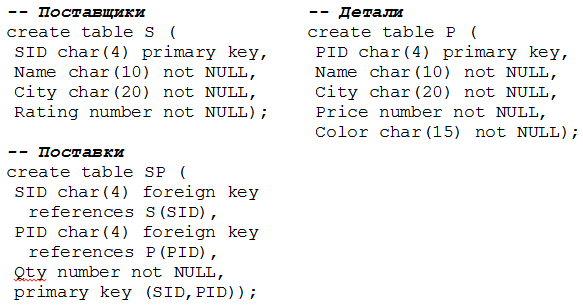 -- Поставщики
create table S (
SID char(4) primary key,
Name char(10) not NULL,
City char(20) not NULL,
Rating number not NULL);
-- Детали
create table P (
PID char(4) primary key,
Name char(10) not NULL,
City char(20) not NULL,
Price number not NULL,
Color char(15) not NULL);
-- Поставки
create table SP (
SID char(4) foreign key
references S(SID),
PID char(4) foreign key
references P(PID),
Qty number not NULL,
primary key (SID,PID));